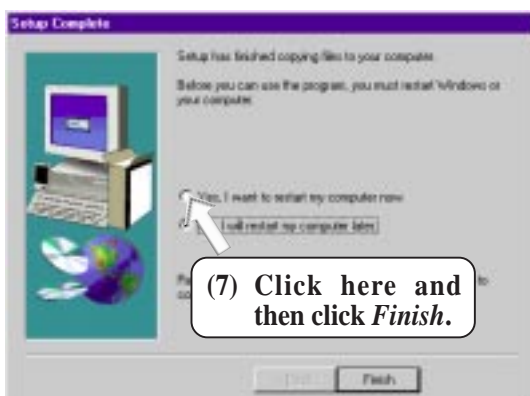 Setup Complete
Setup has finished copying files to your computer.
Before you can use the program, you must restart Windows or
your computer.
Yes, I want to restart my computer now.
I will restart my computer later.
(7) Click here and
then click Finish.
to
Finish